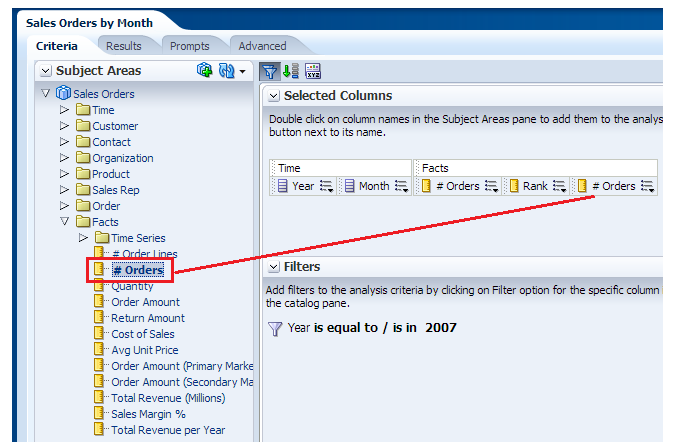 Sales Orders by Month
Criteria Results Prompts Advanced
Subject Areas
Sales Orders
Time
Customer
Contact
Organization
Product
Sales Rep
Order
Facts
Time Series
# Order Lines
# Orders
Quantity
Order Amount
Return Amount
Cost of Sales
Avg Unit Price
Order Amount (Primary Marke
Order Amount (Secondary Ma
Total Revenue (Millions)
Sales Margin %
Total Revenue per Year
XYZ
Selected Columns
Double click on column names in the Subject Areas pane to add them to the analys
button next to its name.
Time Facts
Year Month # Orders Rank # Orders
Filters
Add filters to the analysis criteria by clicking on Filter option for the specific column
the catalog pane.
Year is equal to / is in 2007